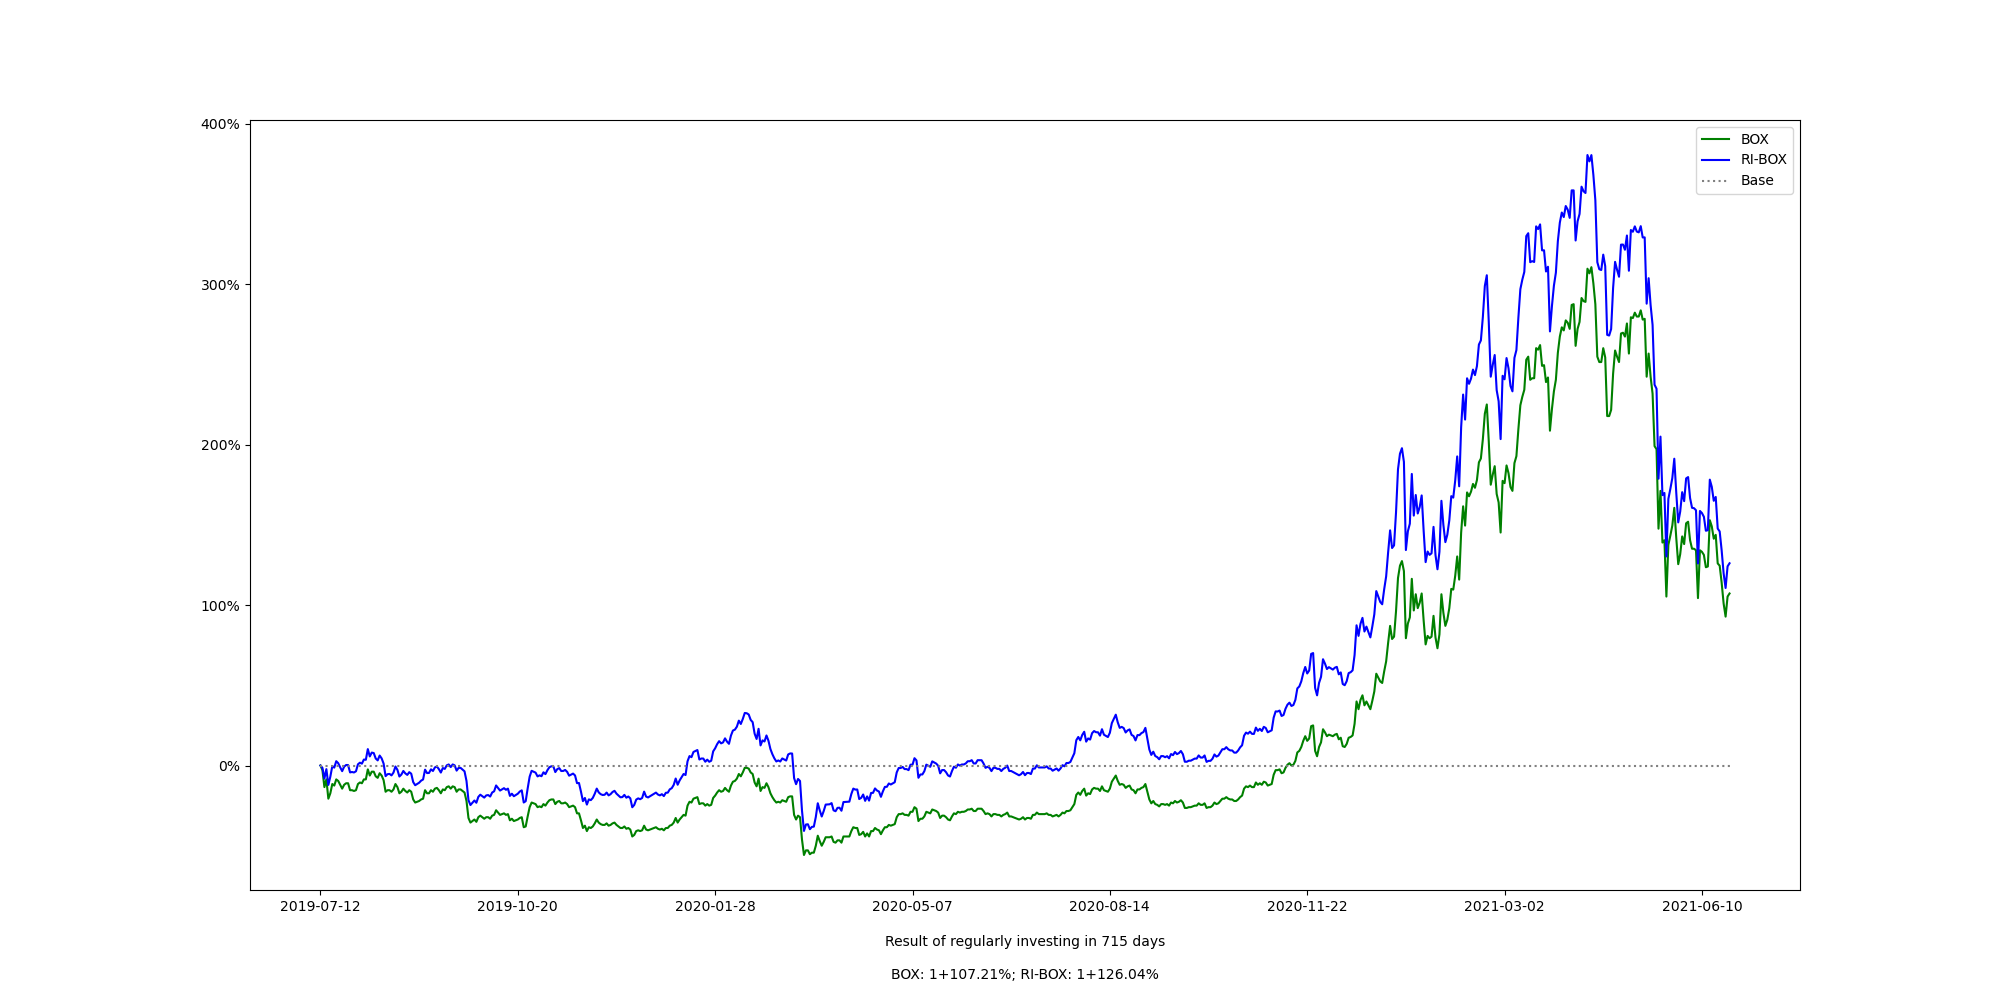 400%
300%
200%
100%
0%
BOX
RI-BOX
Base
2019-07-12 2019-10-20 2020-01-28 2020-05-07 2020-08-14 2020-11-22 2021-03-02 2021-06-10
Result of regularly investing in 715 days
BOX: 1+107.21%; RI-BOX: 1+126.04%